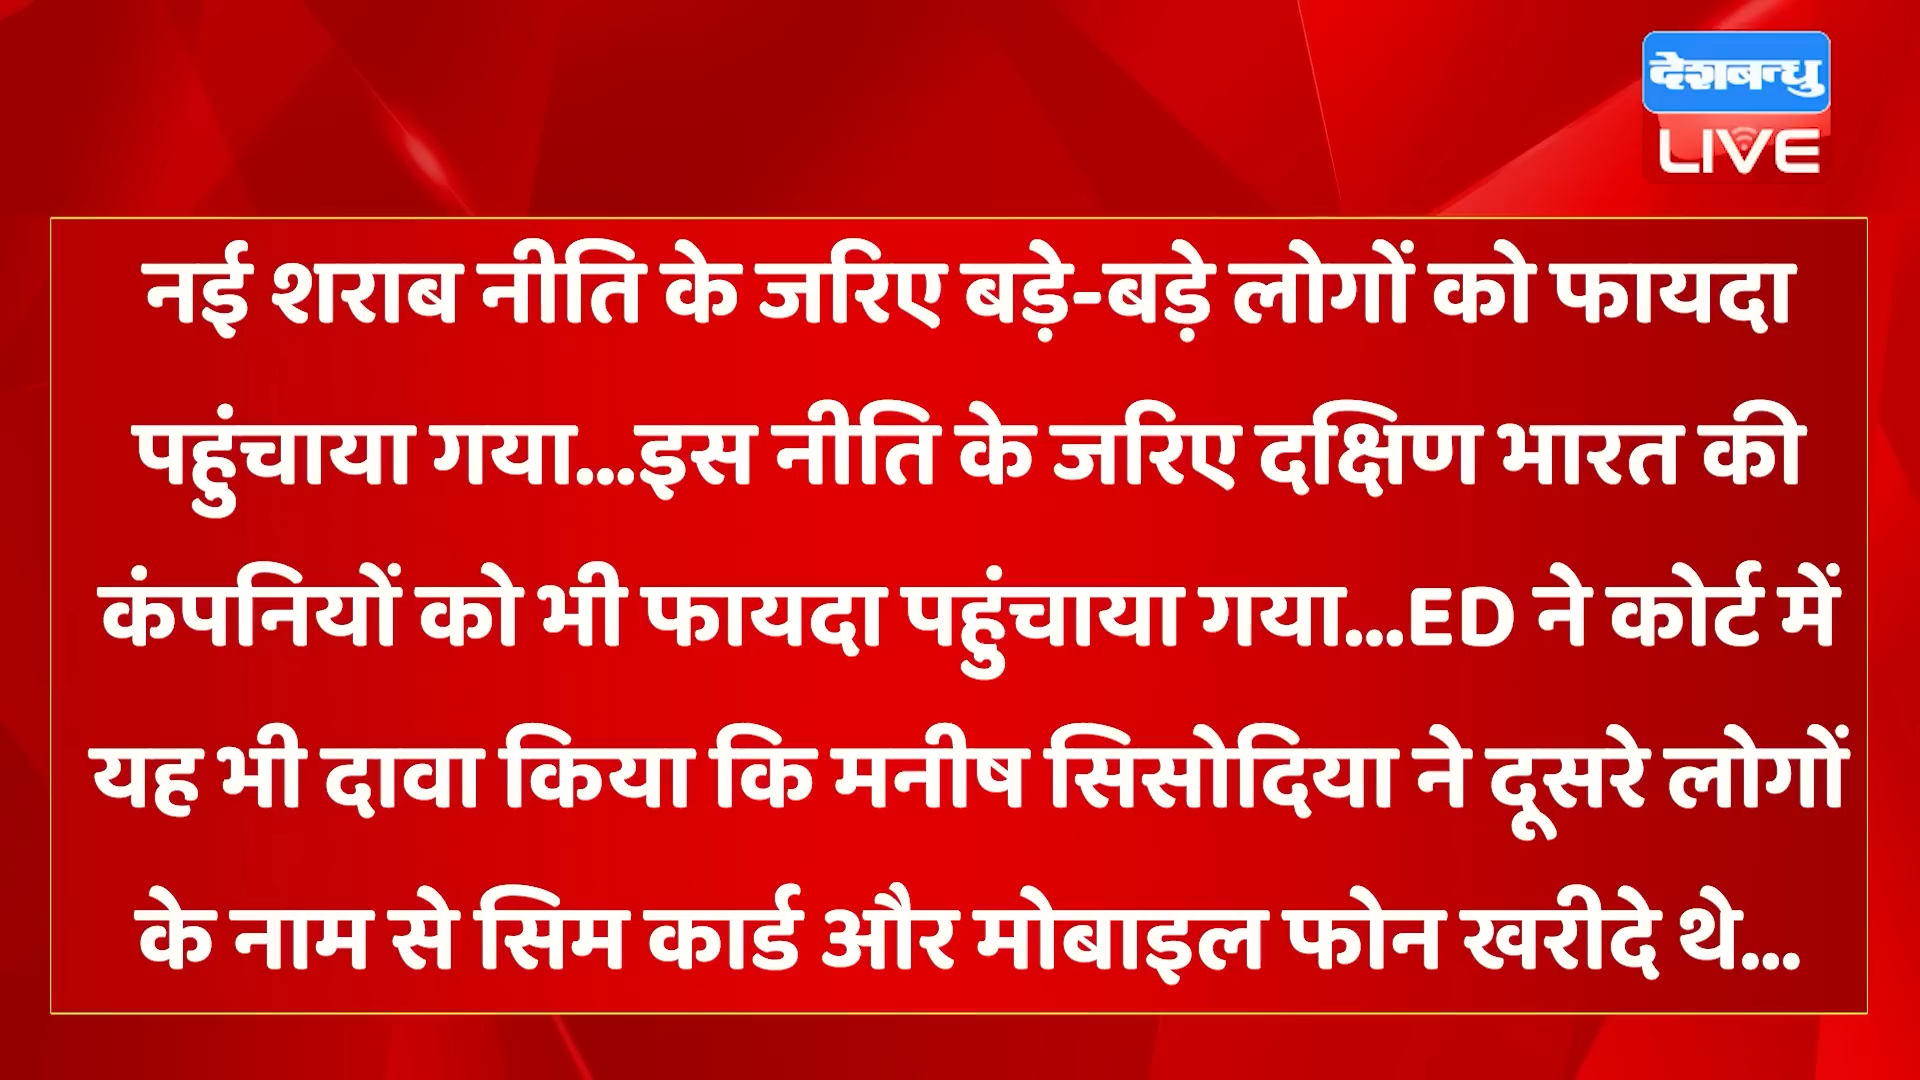 देशबन्धु
LIVE
नई शराब नीति के जरिए बड़े-बड़े लोगों को फायदा
पहुंचाया गया...इस नीति के जरिए दक्षिण भारत की
कंपनियों को भी फायदा पहुंचाया गया...ED ने कोर्ट में
यह भी दावा किया कि मनीष सिसोदिया ने दूसरे लोगों
के नाम से सिम कार्ड और मोबाइल फोन खरीदे थे...